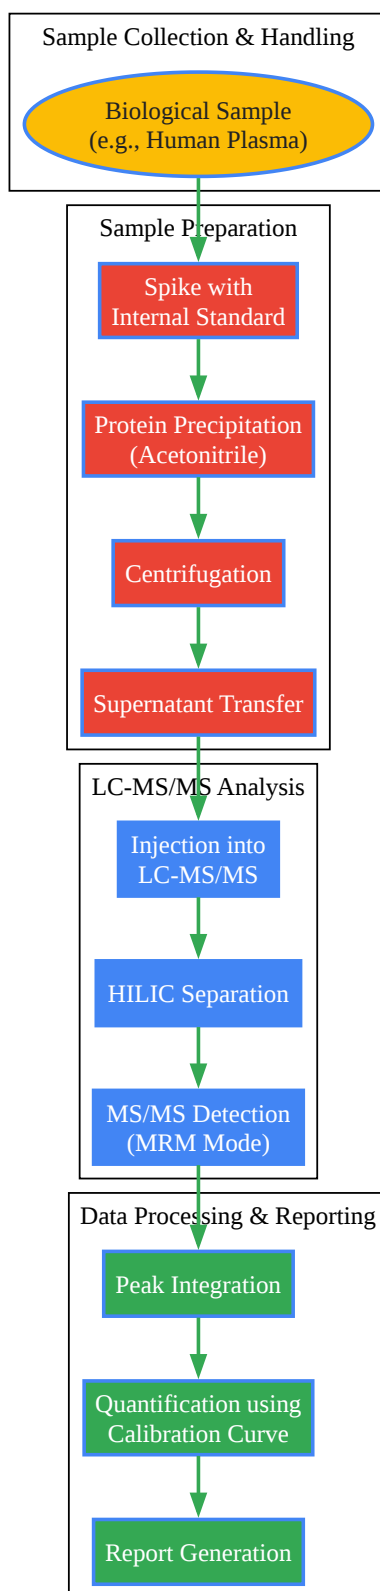 Sample Collection & Handling
Biological Sample
(e.g., Human Plasma)
Sample Preparation
Spike with
Internal Standard
Protein Precipitation
(Acetonitrile)
Centrifugation
Supernatant Transfer
LC-MS/MS Analysis
Injection into
LC-MS/MS
HILIC Separation
MS/MS Detection
(MRM Mode)
Data Processing & Reporting
Peak Integration
Quantification using
Calibration Curve
Report Generation